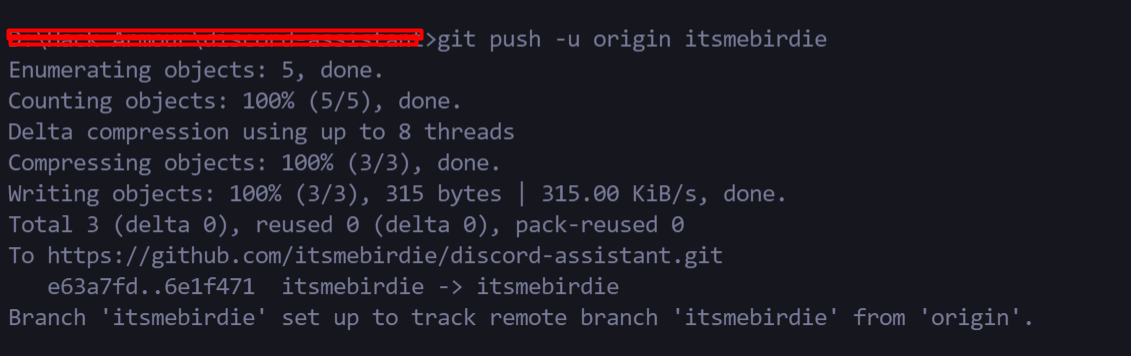 >git push -u origin itsmebirdie
Enumerating objects: 5, done.
Counting objects: 100% (5/5), done.
Delta compression using up to 8 threads
Compressing objects: 100% (3/3), done.
Writing objects: 100% (3/3), 315 bytes | 315.00 KiB/s, done.
Total 3 (delta 0), reused 0 (delta 0), pack-reused 0
To https://github.com/itsmebirdie/discord-assistant.git
   e63a7fd..6e1f471  itsmebirdie -> itsmebirdie
Branch 'itsmebirdie' set up to track remote branch 'itsmebirdie' from 'origin'.